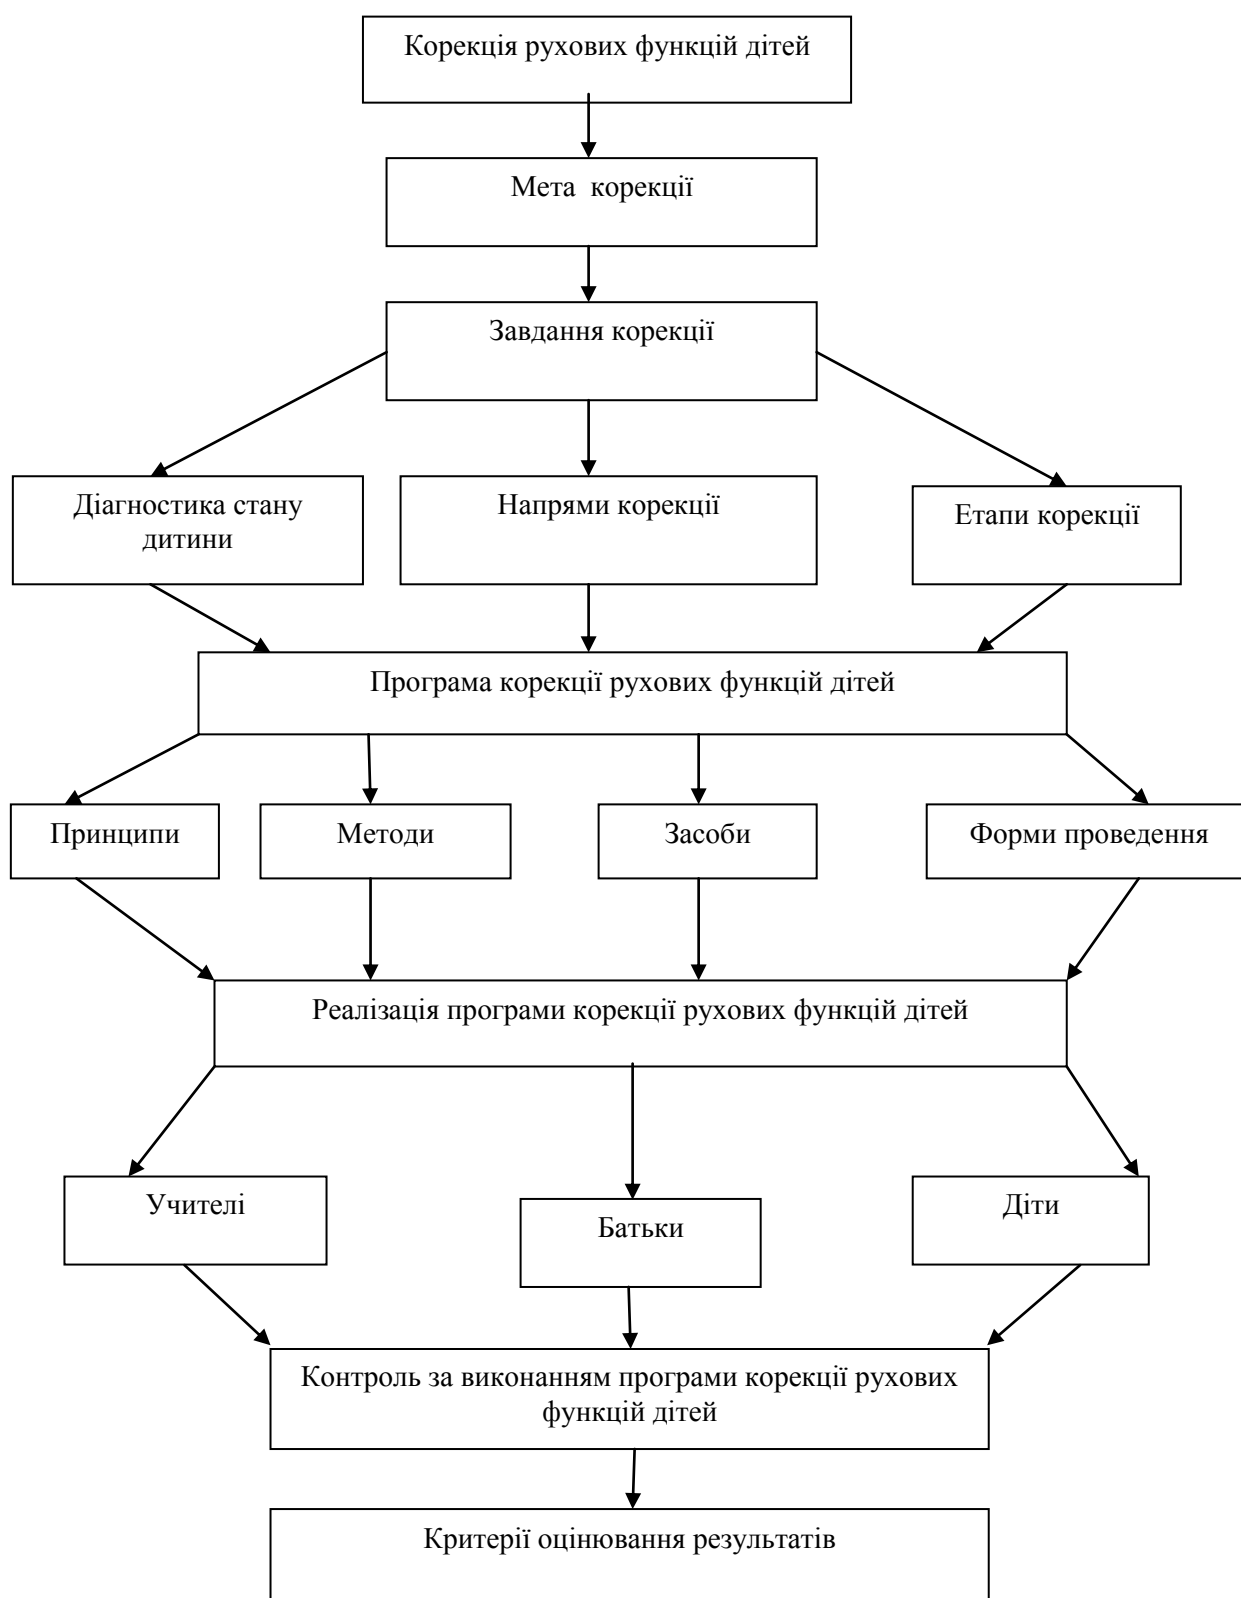 Корекція рухових функцій дітей
Мета корекції
Завдання корекції
Діагностика стану
дитини
Напрями корекції
Етапи корекції
Програма корекції рухових функцій дітей
Принципи
Методи
Засоби
Форми проведення
Реалізація програми корекції рухових функцій дітей
Учителі
Батьки
Діти
Контроль за виконанням програми корекції рухових
функцій дітей
Критерії оцінювання результатів